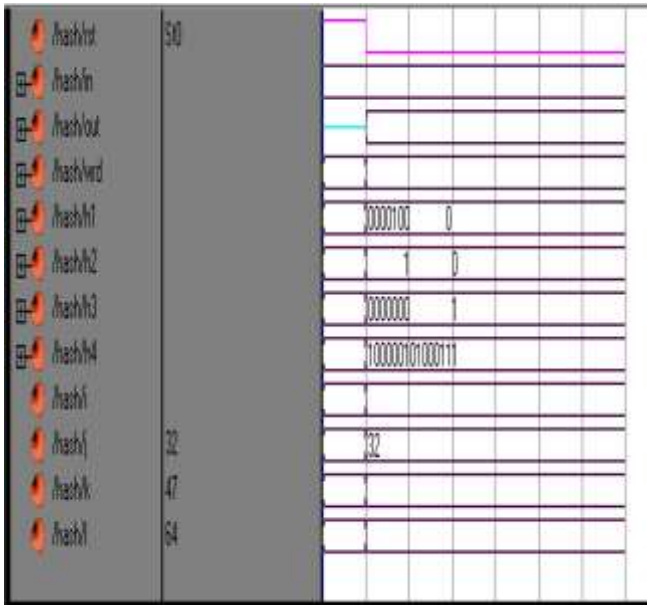 /hash/rst St0
/hash/in
/hash/out
/hash/wrd
/hash/h1 0000100 0
/hash/h2 1 0
/hash/h3 0000000 1
/hash/h4 10000010100011
/hash/i
/hash/j 32 32
/hash/k 47
/hash/l 64